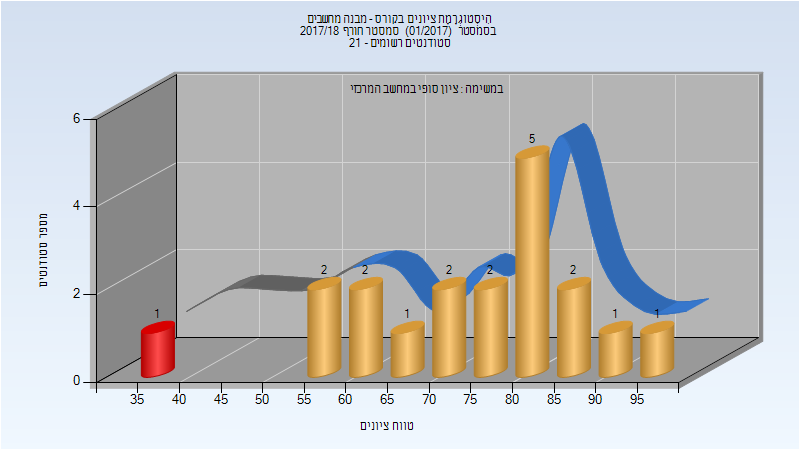 היסטוגרמת ציונים בקורס - מבנה מחשבים
בסמסטר (01/2017) סמסטר חורף 2017/18
סטודנטים רשומים - 21
במשימה : ציון סופי במחשב המרכזי
מספר סטודנטים
6
4
2
0
1
2
2
1
2
2
5
2
1
1
35 40 45 50 55 60 65 70 75 80 85 90 95
טווח ציונים